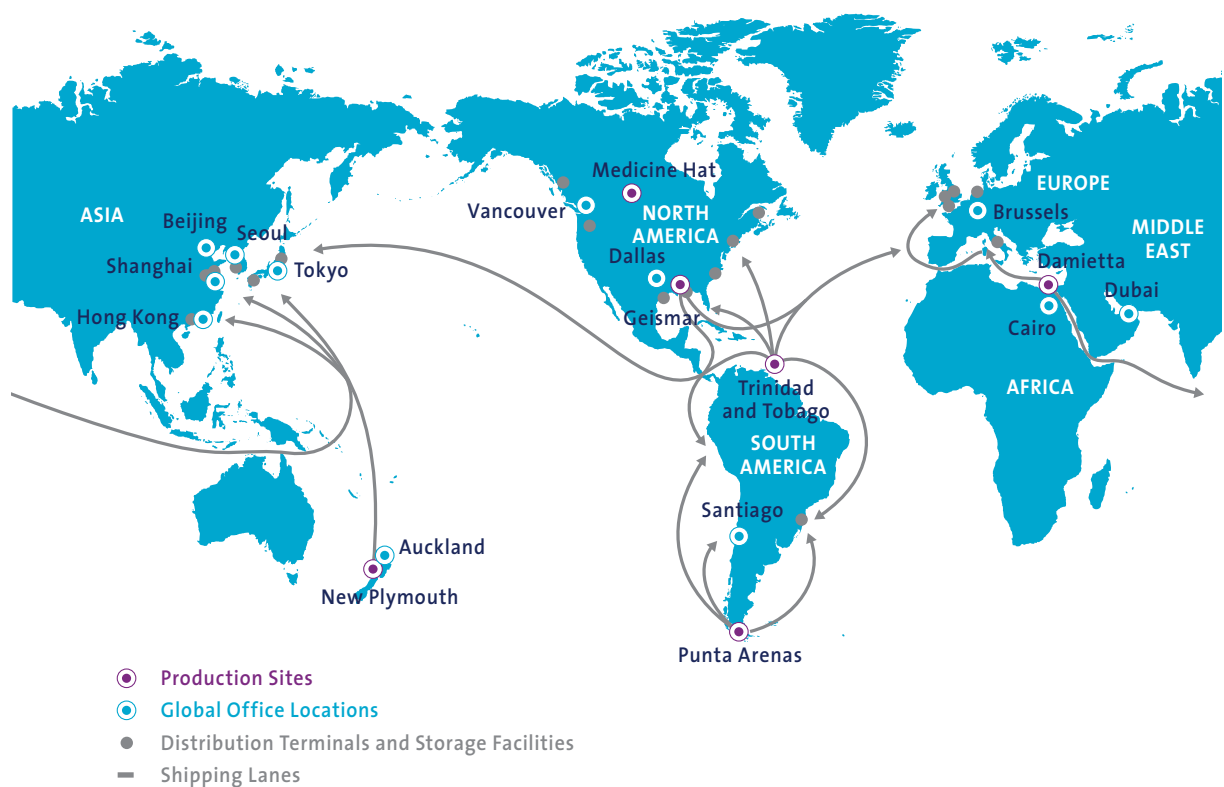 Medicine Hat
EUROPE
ASIA
Vancouver
NORTH
AMERICA
Brussels
Beijing
Seoul
MIDDLE
EAST
Shanghai
Tokyo
Dallas
Damietta
Dubai
Hong Kong
Geismar
Cairo
Trinidad
and Tobago
AFRICA
SOUTH
AMERICA
Santiago
Auckland
New Plymouth
Punta Arenas
Production Sites
Global Office Locations
Distribution Terminals and Storage Facilities
Shipping Lanes